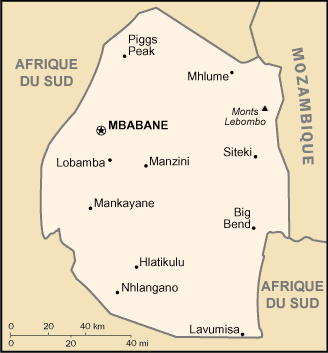 Piggs
Peak
AFRIQUE
DU SUD
Mhlume
MOZAMBIQUE
Monts
Lebombo
MBABANE
Siteki
Lobamba
Manzini
Mankayane
Big
Bend
Hlatikulu
AFRIQUE
DU SUD
Nhlangano
Lavumisa
0 20 40 km
0 20 40 mi